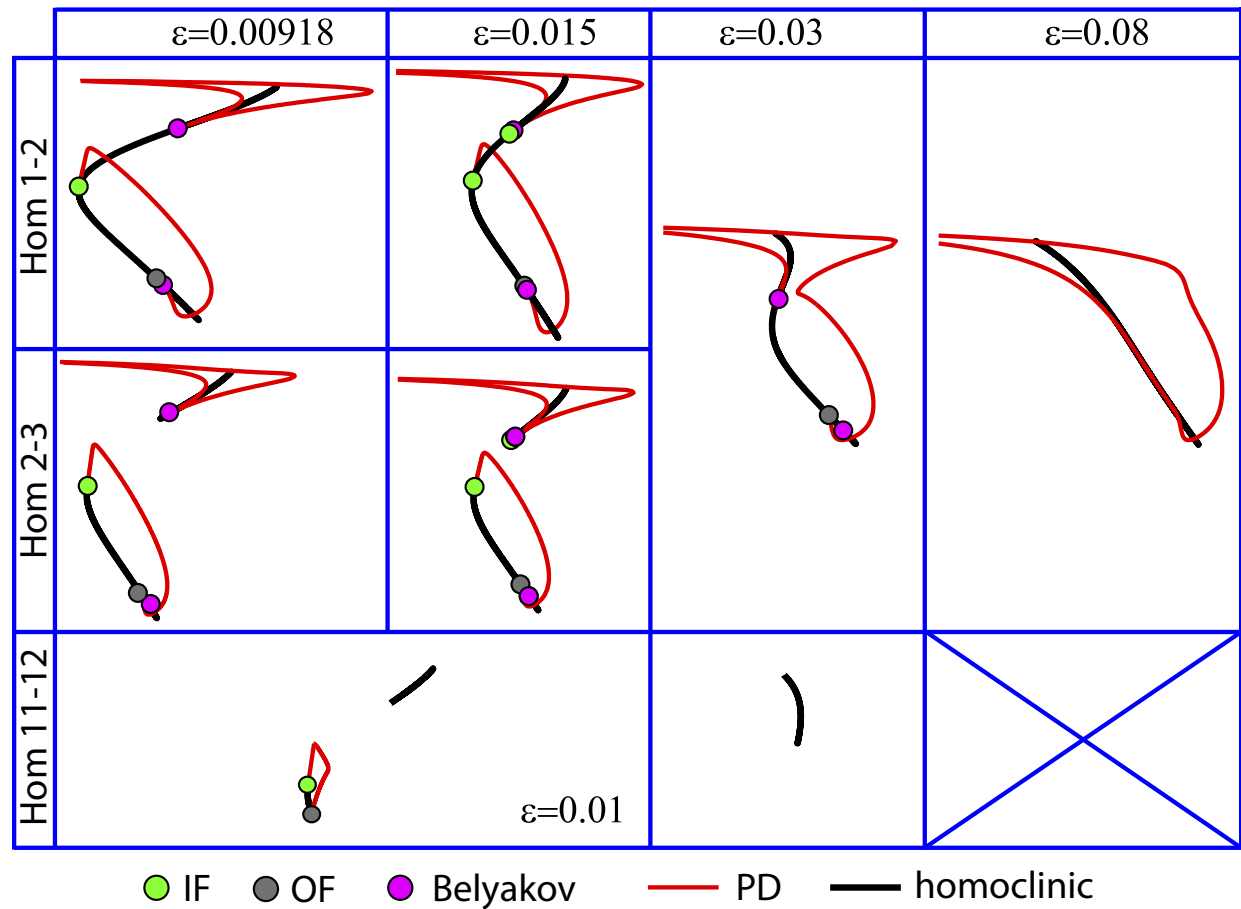 ε=0.00918 ε=0.015 ε=0.03 ε=0.08
Hom 1-2
Hom 2-3
Hom 11-12
ε=0.01
IF OF Belyakov PD homoclinic